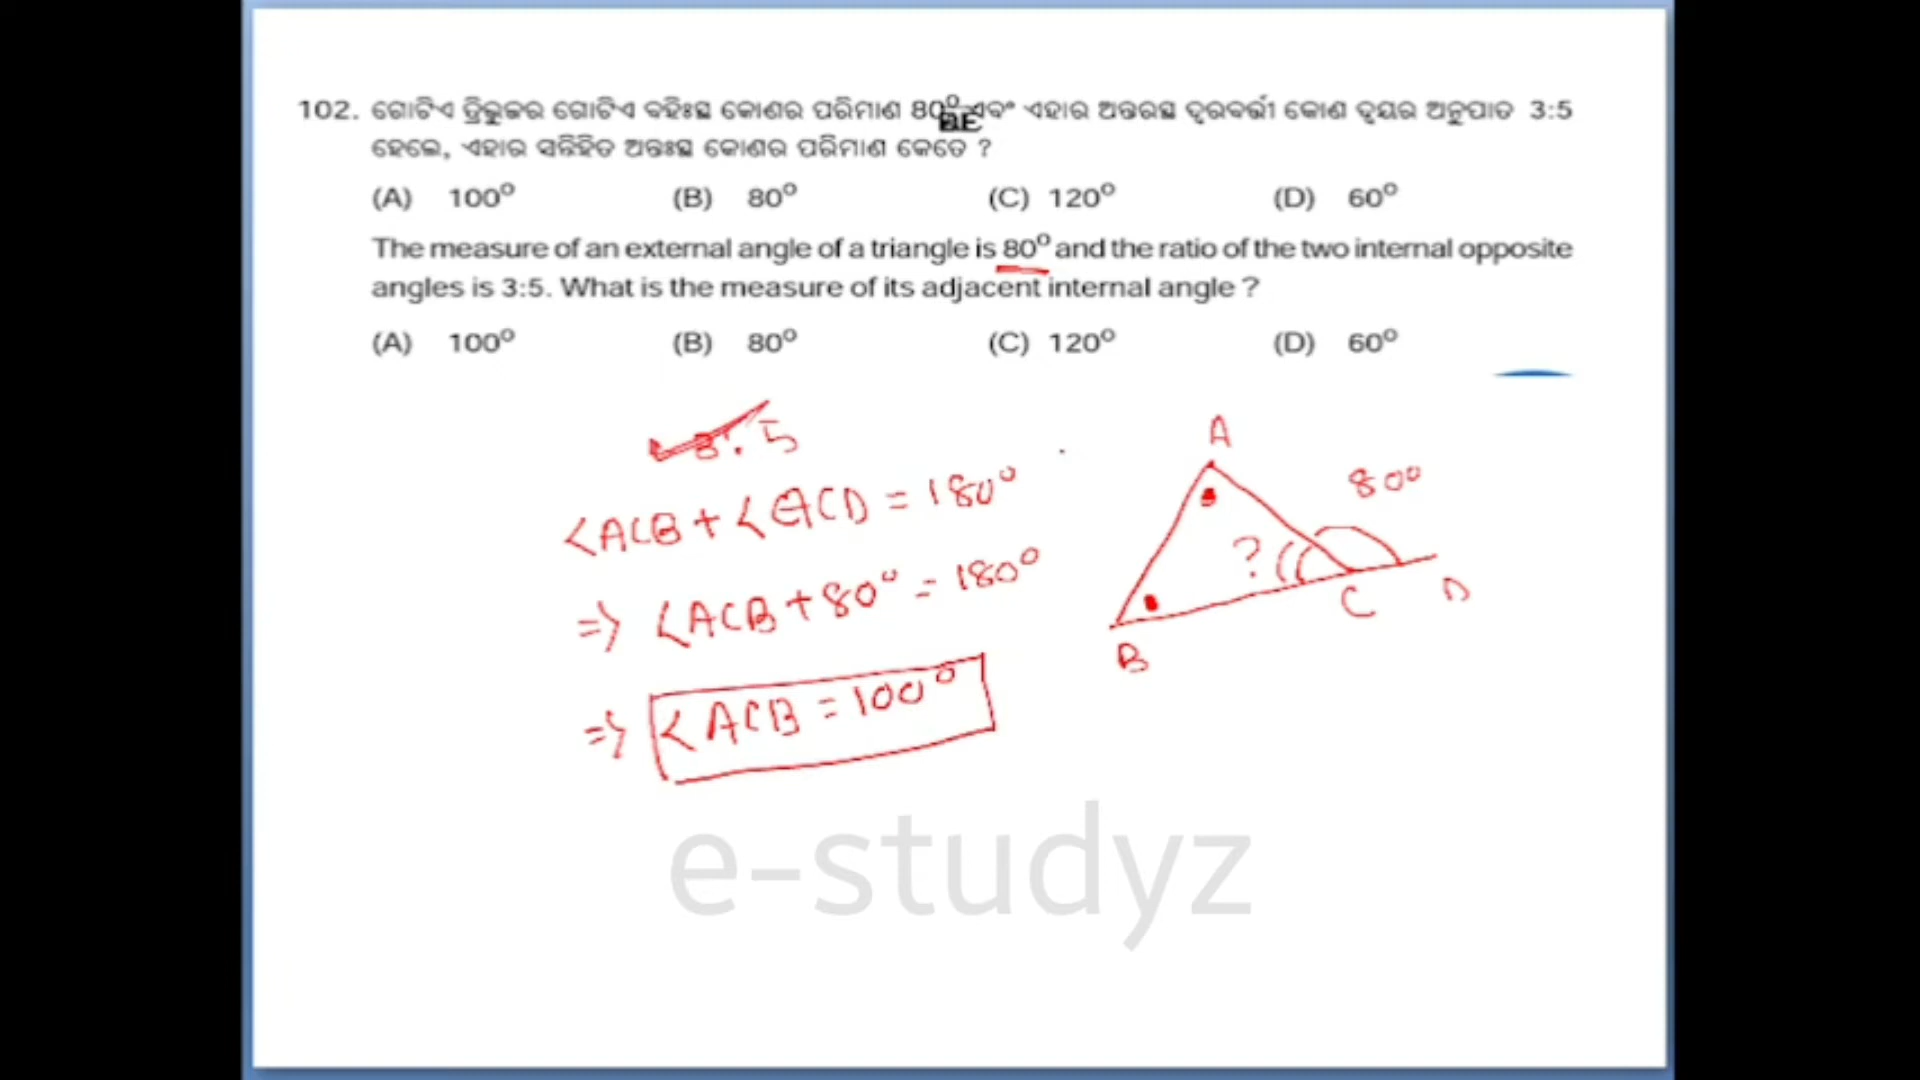 102. ଗୋଟିଏ ତ୍ରିଭୁଜର ଗୋଟିଏ ବହିଃସ୍ଥ କୋଣର ପରିମାଣ 80° ଏବଂ ଏହାର ଅନ୍ତରସ୍ଥ ଦୂରବର୍ତ୍ତୀ କୋଣ ଦ୍ୱୟର ଅନୁପାତ 3:5
ହେଲେ, ଏହାର ସନ୍ନିହିତ ଅନ୍ତଃସ୍ଥ କୋଣର ପରିମାଣ କେତେ ?
(A) 100° (B) 80° (C) 120° (D) 60°
The measure of an external angle of a triangle is 80° and the ratio of the two internal opposite
angles is 3:5. What is the measure of its adjacent internal angle ?
(A) 100° (B) 80° (C) 120° (D) 60°
3:5
A
80°
∠ACB + ∠ACD = 180°
?
C D
⇒ ∠ACB + 80° = 180°
B
⇒ ∠ACB = 100°
e-studyz